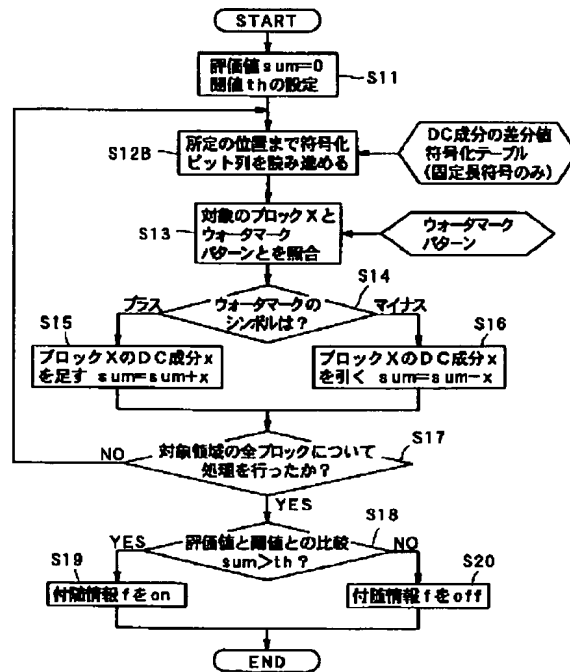 START
評価値sum=0
閾値thの設定
S11
S12B
所定の位置まで符号化
ビット列を読み進める
DC成分の差分値
符号化テーブル
(固定長符号のみ)
S13
対象のブロックXと
ウォータマーク
パターンとを照合
ウォータマーク
パターン
S14
プラス
ウォータマークの
シンボルは?
マイナス
S15
ブロックXのDC成分x
を足す sum=sum+x
S16
ブロックXのDC成分x
を引く sum=sum-x
S17
NO
対象領域の全ブロックについて
処理を行ったか?
YES
S18
YES
評価値と閾値との比較
sum>th?
NO
S19
付随情報fをon
S20
付随情報fをoff
END